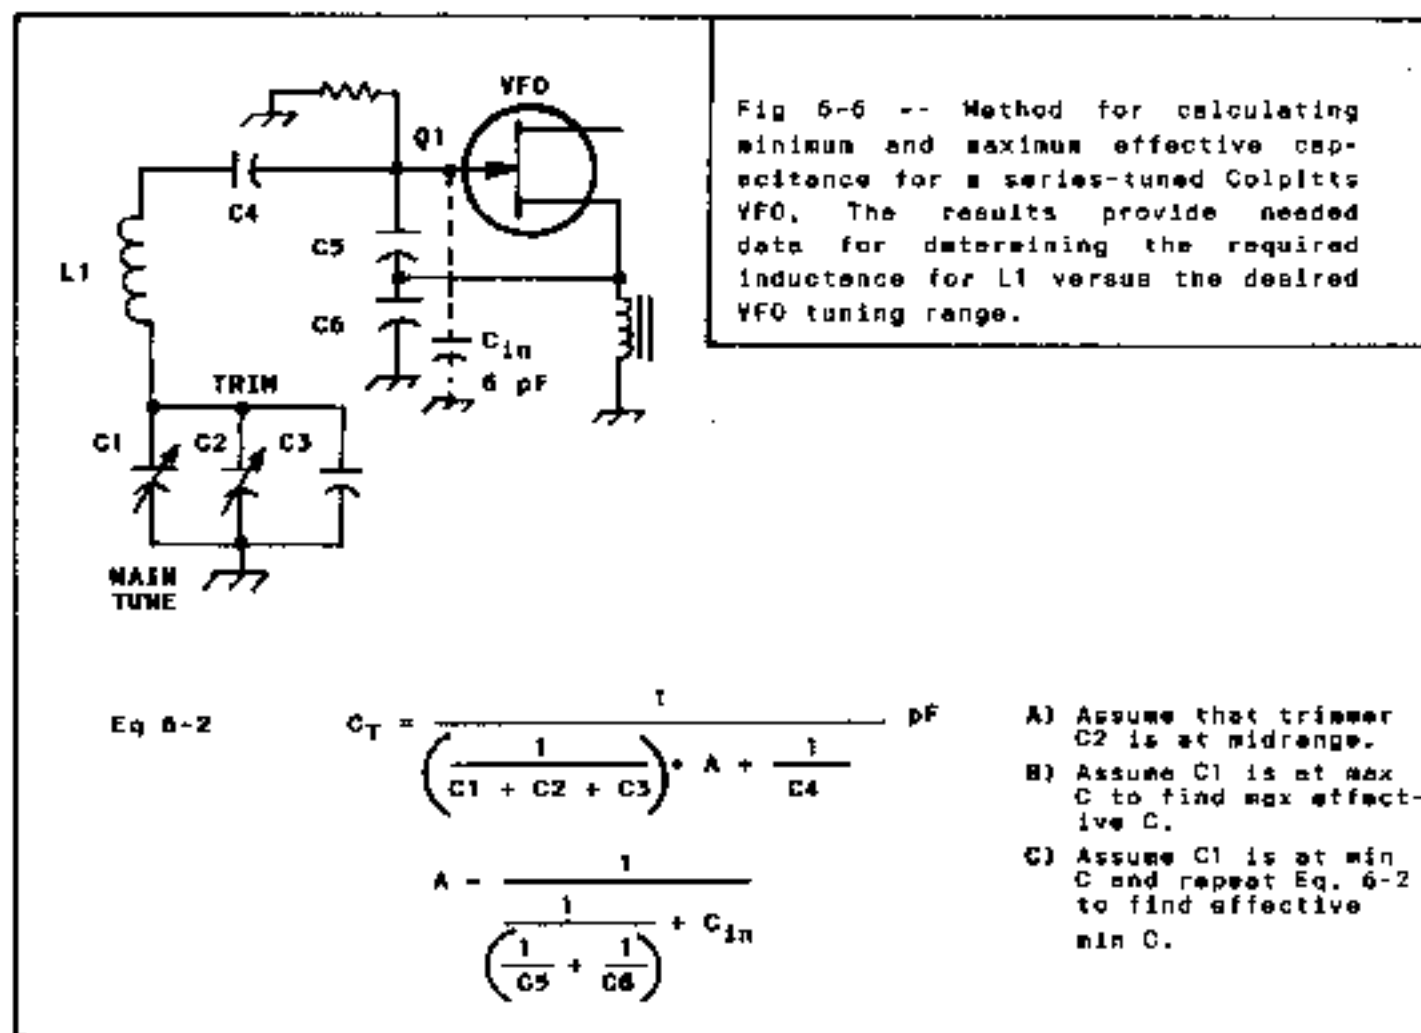 VFO
Q1
C4
C5
L1
C6
C in
6 pF
TRIM
C1 C2 C3
MAIN
TUNE
Fig 6-6 -- Method for calculating
minimum and maximum effective cap-
acitance for a series-tuned Colpitts
VFO. The results provide needed
data for determining the required
inductance for L1 versus the desired
VFO tuning range.
Eq 6-2
C_T = 1 / ((1 / (C1 + C2 + C3)) + A + 1 / C4) pF
A = 1 / (1 / (1/C5 + 1/C6) + C_in)
A) Assume that trimmer
C2 is at midrange.
B) Assume C1 is at max
C to find max effect-
ive C.
C) Assume C1 is at min
C and repeat Eq. 6-2
to find effective
min C.